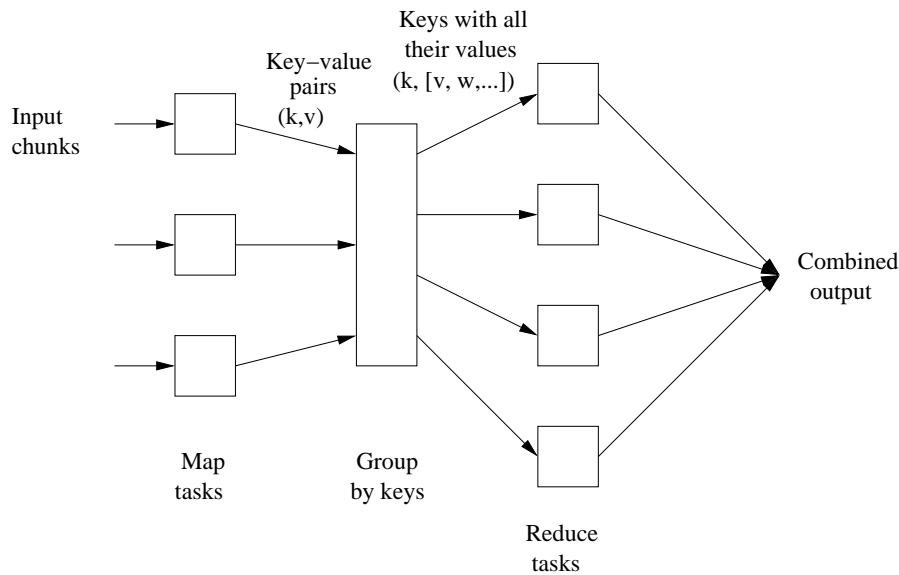 Keys with all
their values
(k, [v, w,...])
Key−value
pairs
(k,v)
Input
chunks
Combined
output
Map
tasks
Group
by keys
Reduce
tasks